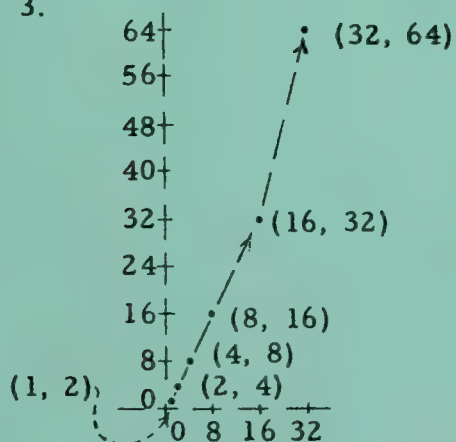 3.
64 (32, 64)
56
48
40
32 (16, 32)
24
16 (8, 16)
8 (4, 8)
(1, 2) 0 (2, 4)
0 8 16 32